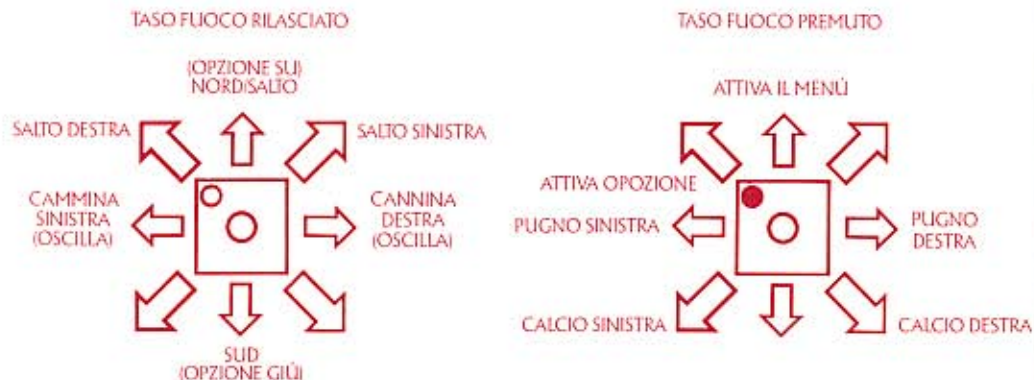 TASO FUOCO RILASCIATO
(OPZIONE SU)
NORD/SALTO
SALTO DESTRA
SALTO SINISTRA
CAMMINA
SINISTRA
(OSCILLA)
CANNINA
DESTRA
(OSCILLA)
SUD
(OPZIONE GIÙ)
TASO FUOCO PREMUTO
ATTIVA IL MENÙ
ATTIVA OPOZIONE
PUGNO SINISTRA
PUGNO
DESTRA
CALCIO SINISTRA
CALCIO DESTRA